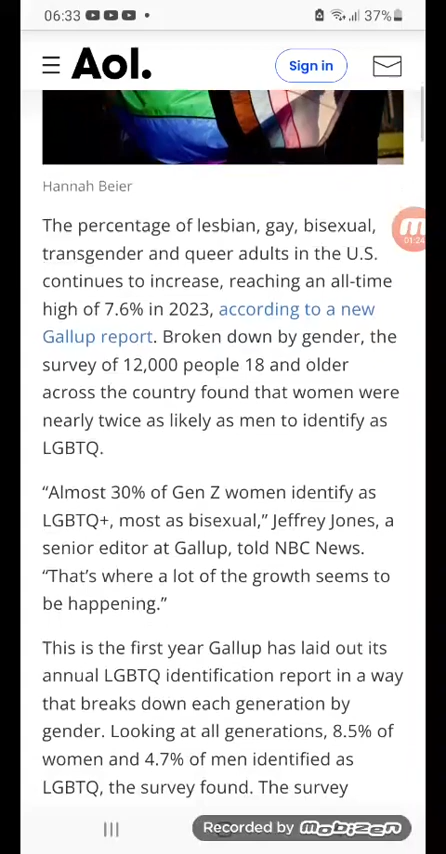 06:33
37%
Aol.
Sign in
Hannah Beier
The percentage of lesbian, gay, bisexual,
transgender and queer adults in the U.S.
continues to increase, reaching an all-time
high of 7.6% in 2023, according to a new
Gallup report. Broken down by gender, the
survey of 12,000 people 18 and older
across the country found that women were
nearly twice as likely as men to identify as
LGBTQ.
01:24
“Almost 30% of Gen Z women identify as
LGBTQ+, most as bisexual,” Jeffrey Jones, a
senior editor at Gallup, told NBC News.
“That’s where a lot of the growth seems to
be happening.”
This is the first year Gallup has laid out its
annual LGBTQ identification report in a way
that breaks down each generation by
gender. Looking at all generations, 8.5% of
women and 4.7% of men identified as
LGBTQ, the survey found. The survey
Recorded by mobizen